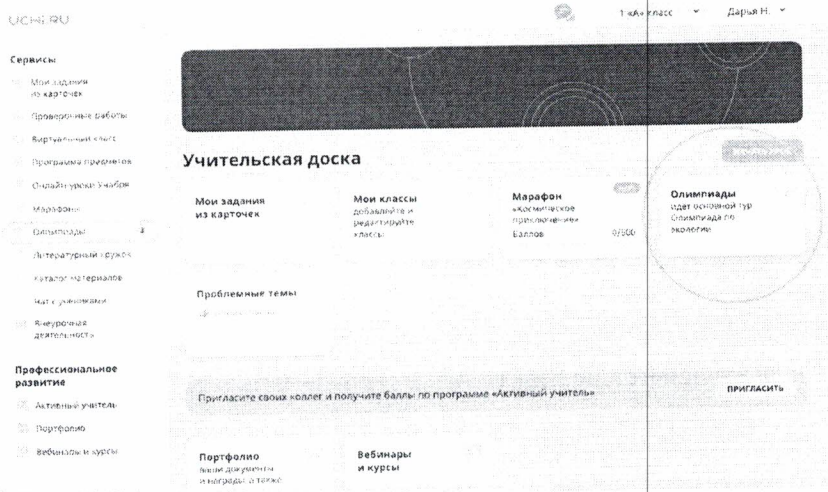 UCHi.RU
1 «А» класс
Дарья Н.
Сервисы
Мои задания
из карточек
Проверочные работы
Виртуальный класс
Программа предметов
Онлайн-уроки Учабря
Марафоны
Олимпиады
Литературный кружок
Каталог материалов
Чат с учениками
Внеурочная
деятельность
Профессиональное
развитие
Активный учитель
Портфолио
Вебинары и курсы
Учительская доска
Мои задания
из карточек
Мои классы
добавляйте и
редактируйте
классы
Марафон
«Космическое
приключение»
Баллов 0/500
Олимпиады
идёт основной тур
Олимпиада по
экологии
Проблемные темы
Пригласите своих коллег и получите баллы по программе «Активный учитель»
ПРИГЛАСИТЬ
Портфолио
ваши документы
и награды, а также
Вебинары
и курсы